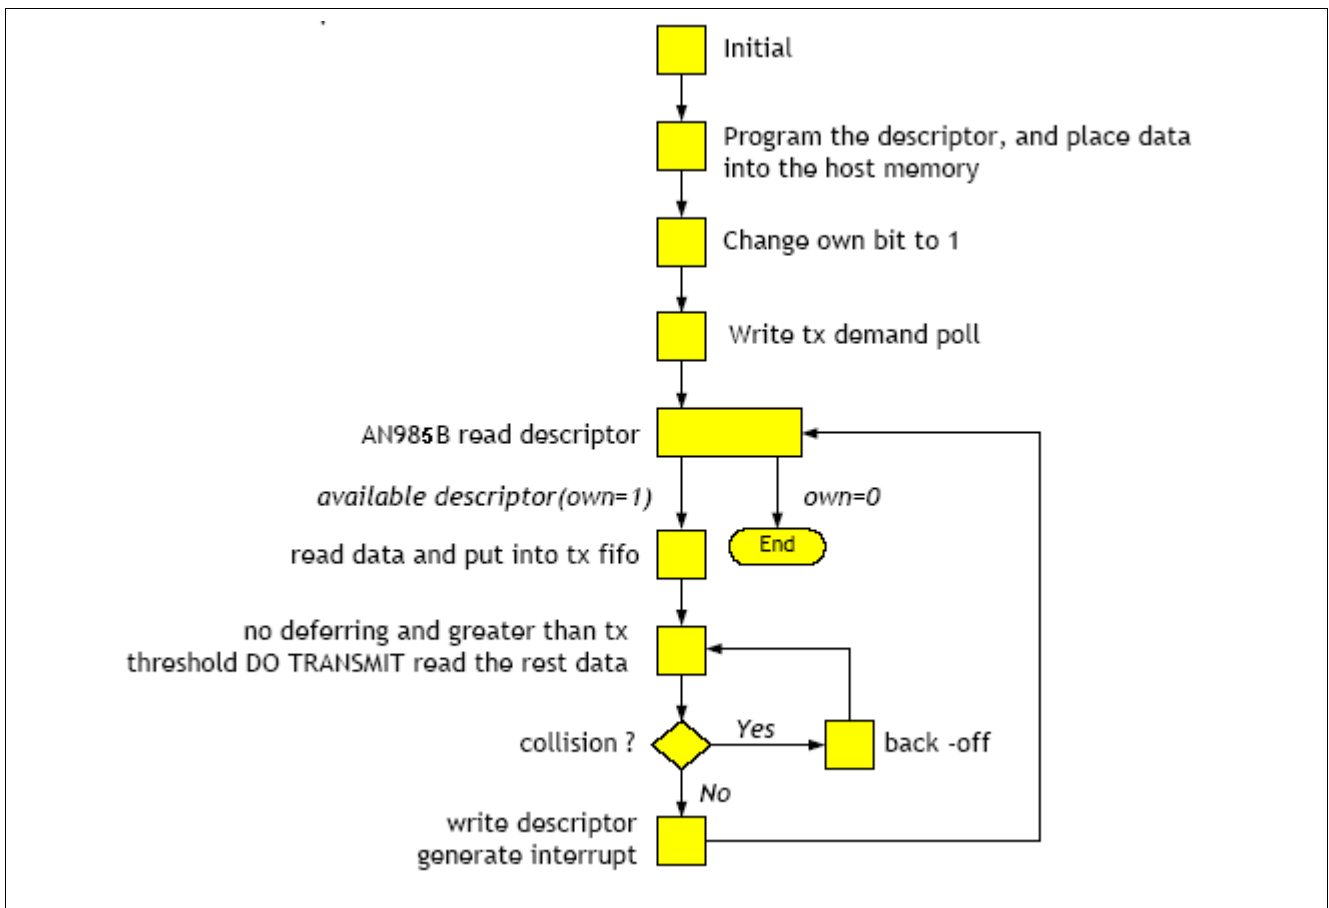 Initial
Program the descriptor, and place data
into the host memory
Change own bit to 1
Write tx demand poll
AN985B read descriptor
available descriptor(own=1)
own=0
read data and put into tx fifo
End
no deferring and greater than tx
threshold DO TRANSMIT read the rest data
collision ?
Yes
back -off
No
write descriptor
generate interrupt